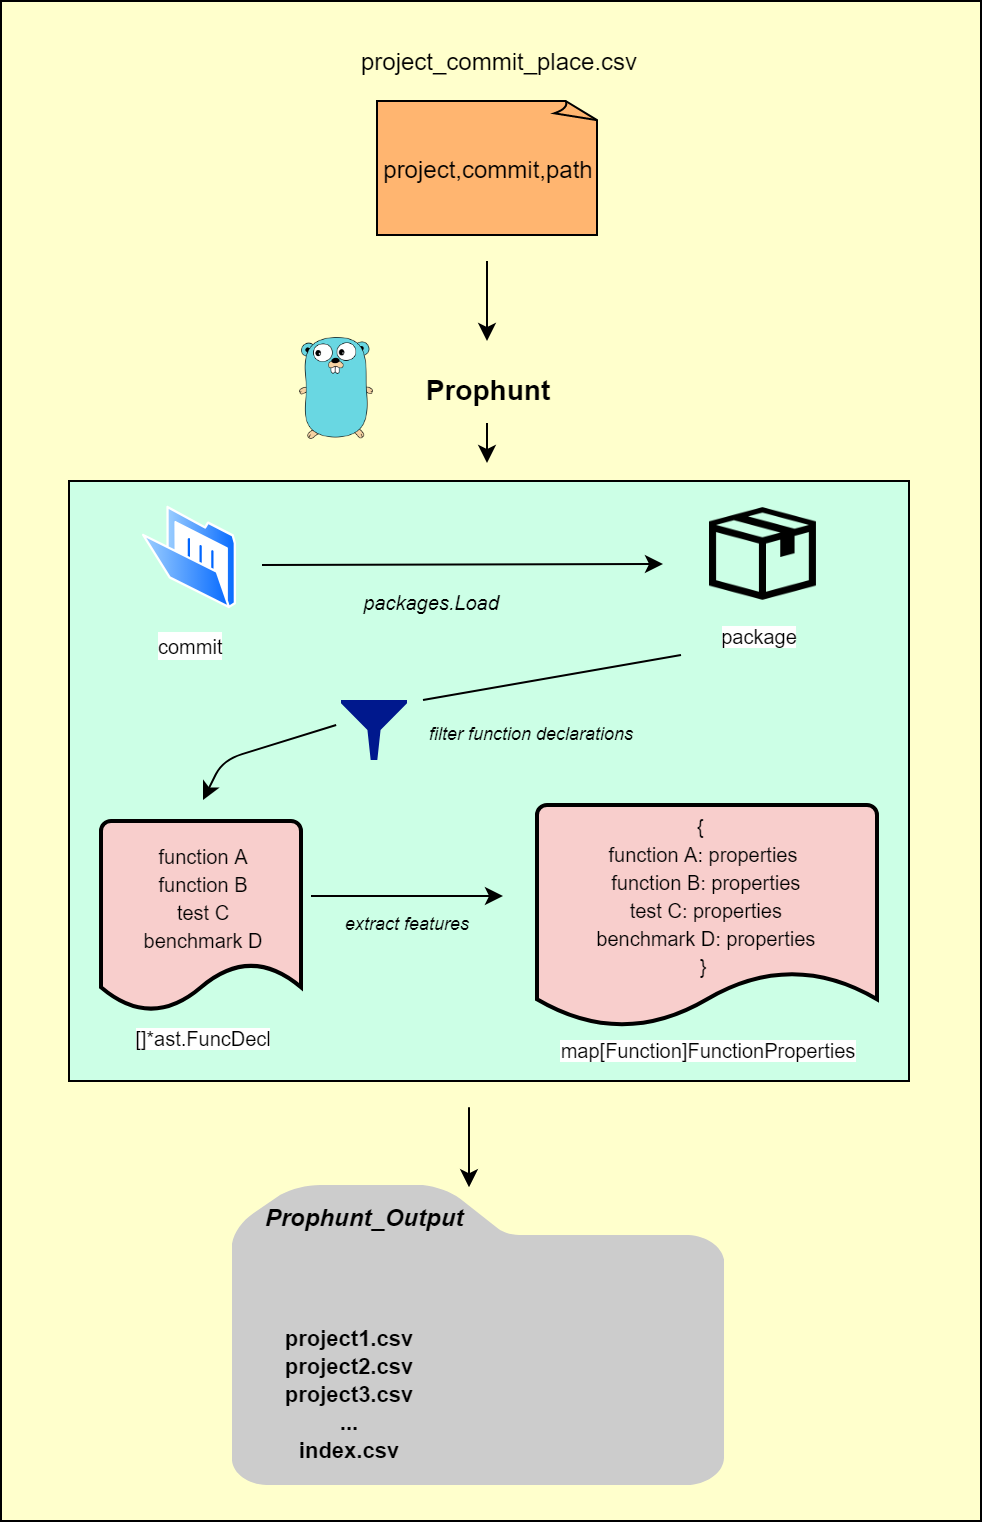 project_commit_place.csv
project,commit,path
Prophunt
packages.Load
commit
package
filter function declarations
function A
function B
test C
benchmark D
extract features
{
function A: properties
function B: properties
test C: properties
benchmark D: properties
}
[]*ast.FuncDecl
map[Function]FunctionProperties
Prophunt_Output
project1.csv
project2.csv
project3.csv
...
index.csv